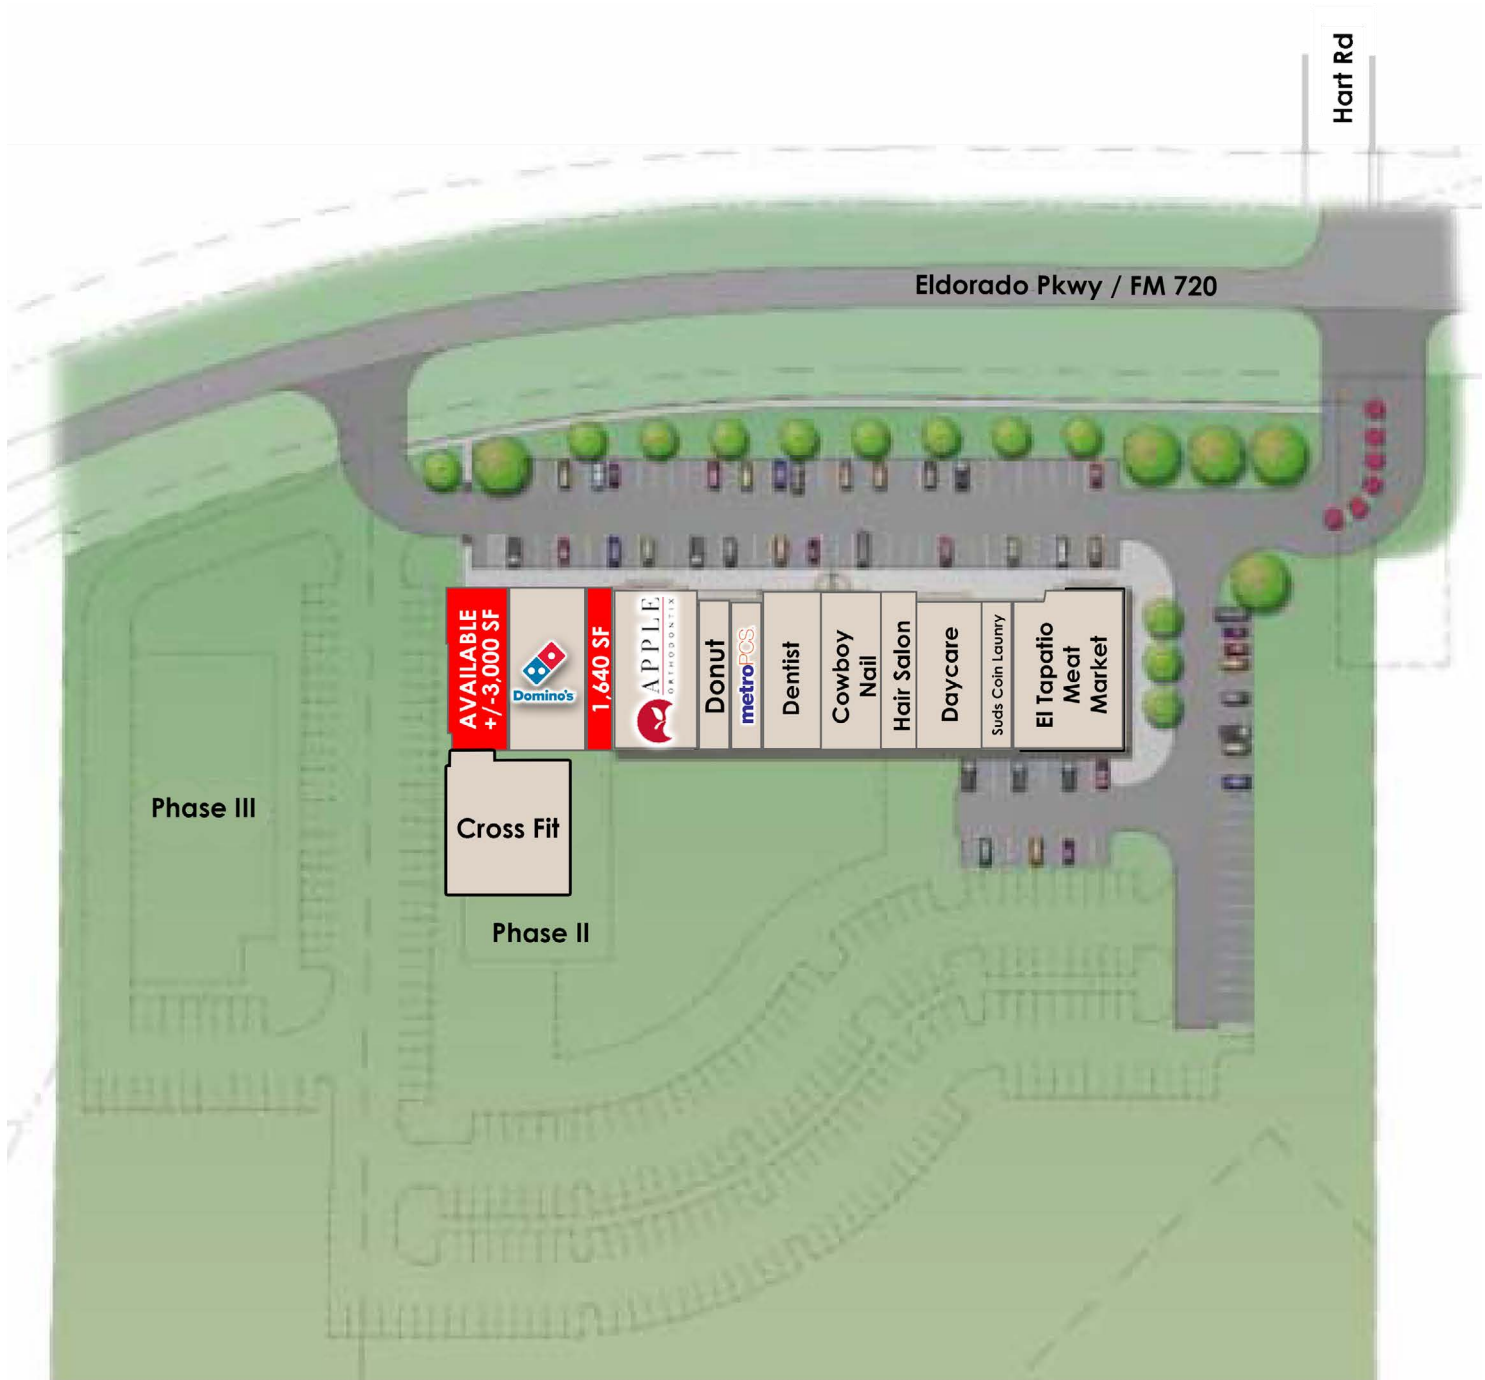 Hart Rd
Eldorado Pkwy / FM 720
AVAILABLE
+/-3,000 SF
Domino's
1,640 SF
APPLE
ORTHODONTIX
Donut
metroPCS
Dentist
Cowboy
Nail
Hair Salon
Daycare
Suds Coin Launry
El Tapatio
Meat
Market
Phase III
Cross Fit
Phase II